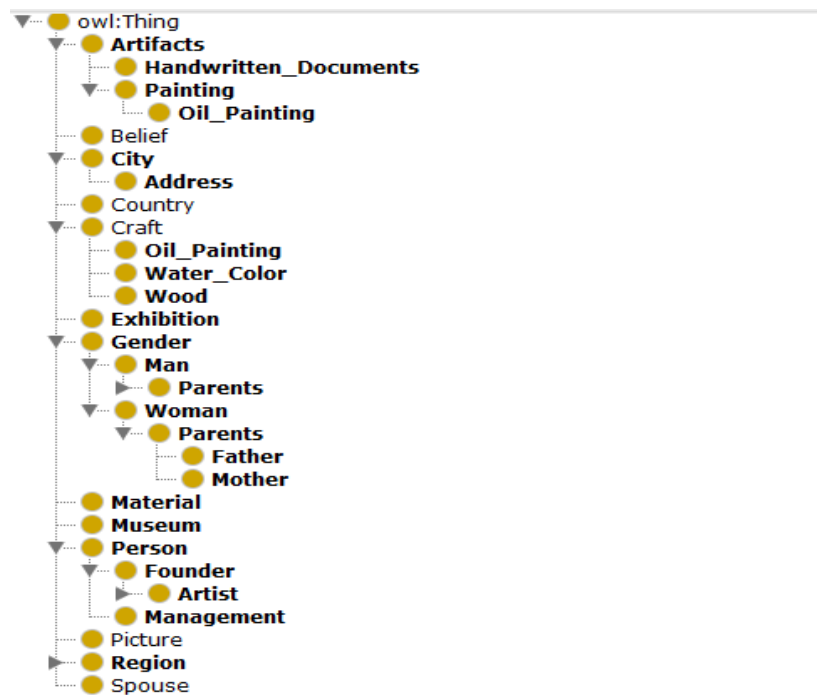 owl:Thing
Artifacts
Handwritten_Documents
Painting
Oil_Painting
Belief
City
Address
Country
Craft
Oil_Painting
Water_Color
Wood
Exhibition
Gender
Man
Parents
Woman
Parents
Father
Mother
Material
Museum
Person
Founder
Artist
Management
Picture
Region
Spouse